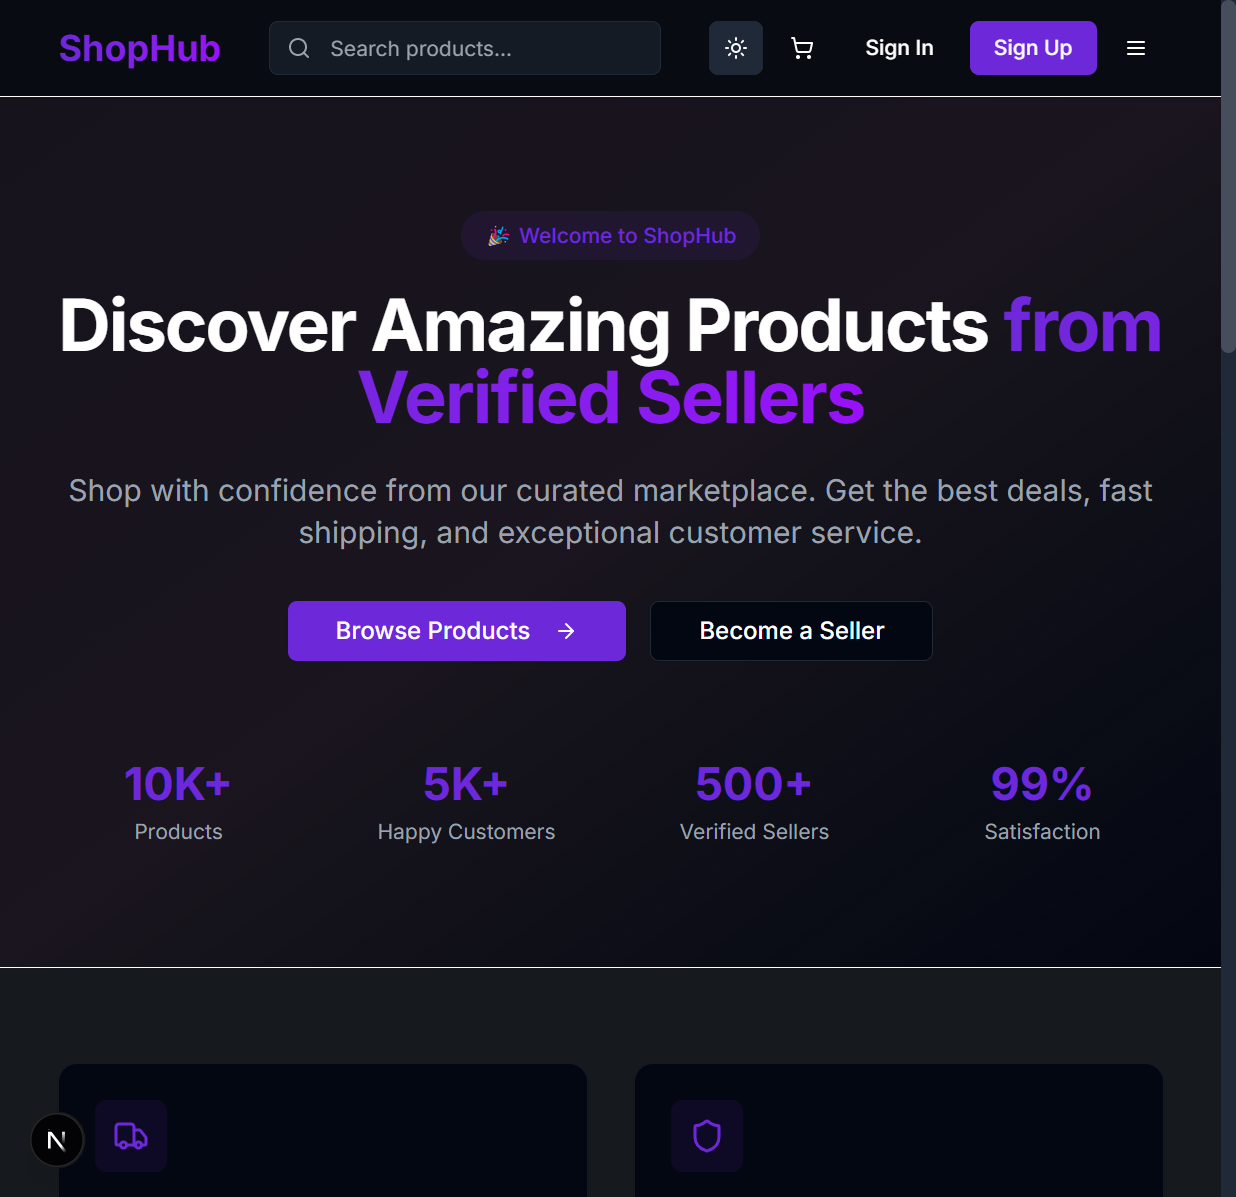 ShopHub
Search products...
Sign In
Sign Up
🎉 Welcome to ShopHub
Discover Amazing Products from
Verified Sellers
Shop with confidence from our curated marketplace. Get the best deals, fast
shipping, and exceptional customer service.
Browse Products →
Become a Seller
10K+
Products
5K+
Happy Customers
500+
Verified Sellers
99%
Satisfaction
N